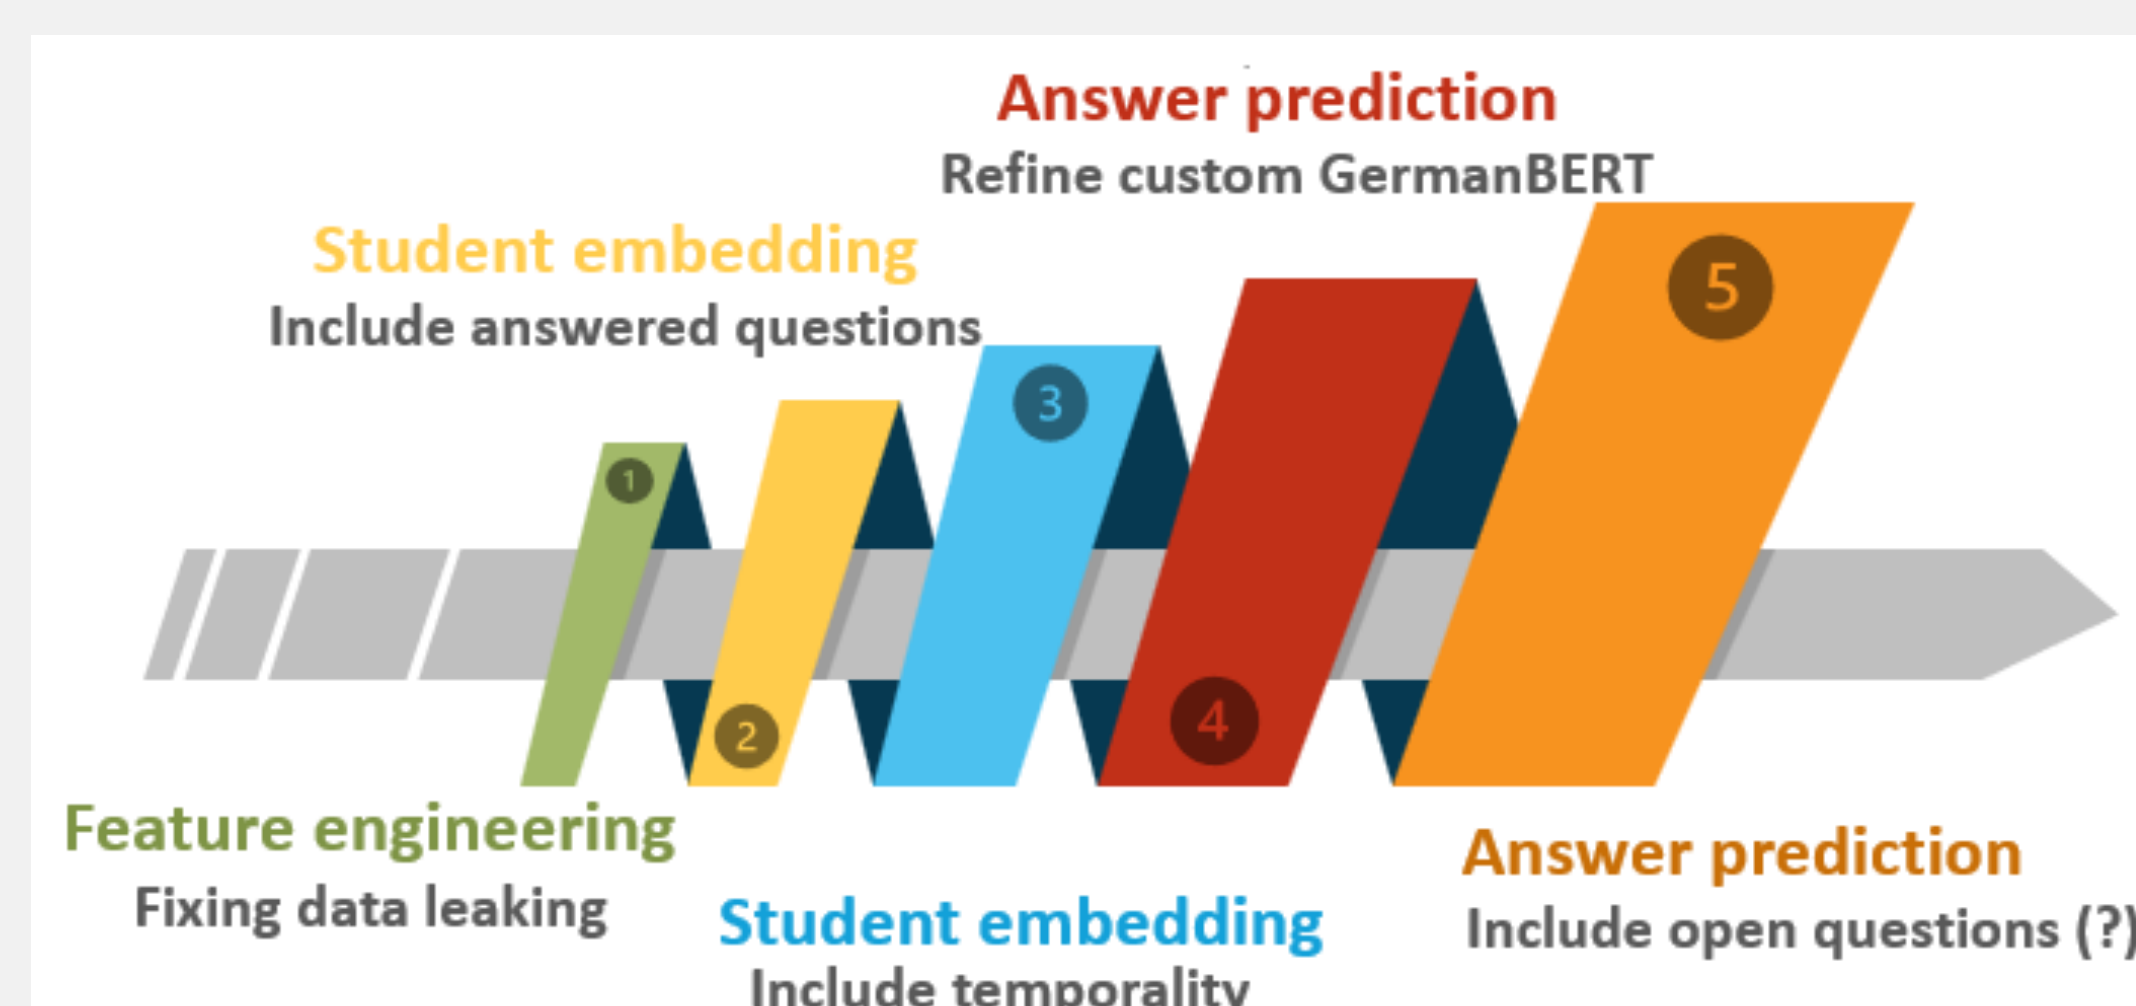 Answer prediction
Refine custom GermanBERT
Student embedding
Include answered questions
5
3
1
2
4
Feature engineering
Fixing data leaking
Student embedding
Include temporality
Answer prediction
Include open questions (?)